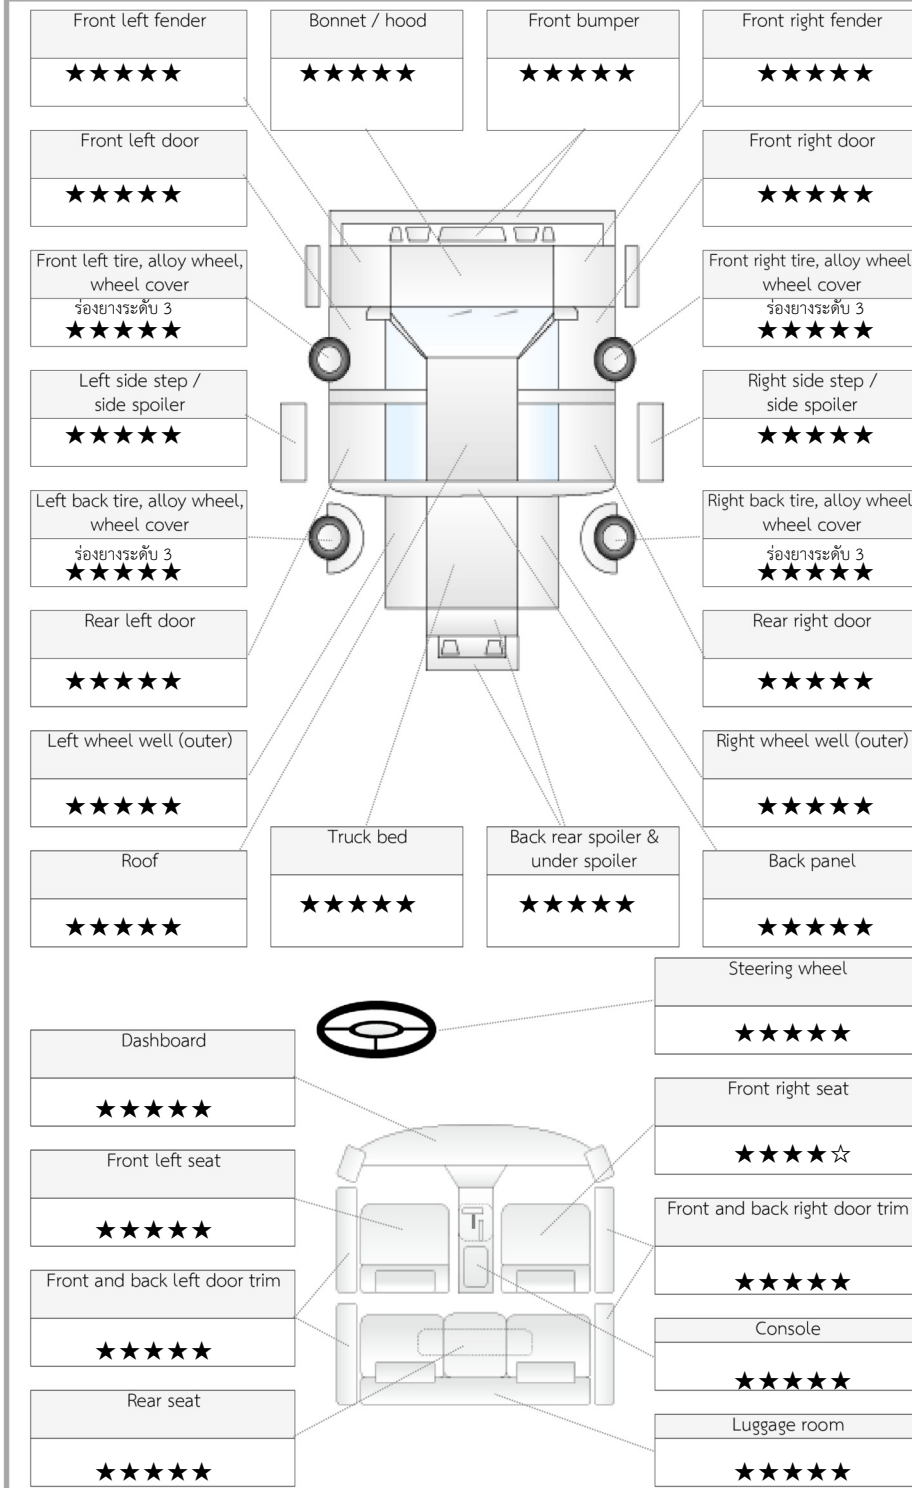 Front left fender
★★★★★
Bonnet / hood
★★★★★
Front bumper
★★★★★
Front right fender
★★★★★
Front left door
★★★★★
Front right door
★★★★★
Front left tire, alloy wheel,
wheel cover
ร่องยางระดับ 3
★★★★★
Front right tire, alloy wheel
wheel cover
ร่องยางระดับ 3
★★★★★
Left side step /
side spoiler
★★★★★
Right side step /
side spoiler
★★★★★
Left back tire, alloy wheel,
wheel cover
ร่องยางระดับ 3
★★★★★
Right back tire, alloy wheel
wheel cover
ร่องยางระดับ 3
★★★★★
Rear left door
★★★★★
Rear right door
★★★★★
Left wheel well (outer)
★★★★★
Right wheel well (outer)
★★★★★
Roof
★★★★★
Truck bed
★★★★★
Back rear spoiler &
under spoiler
★★★★★
Back panel
★★★★★
Steering wheel
★★★★★
Dashboard
★★★★★
Front right seat
★★★★☆
Front left seat
★★★★★
Front and back right door trim
★★★★★
Front and back left door trim
★★★★★
Console
★★★★★
Rear seat
★★★★★
Luggage room
★★★★★